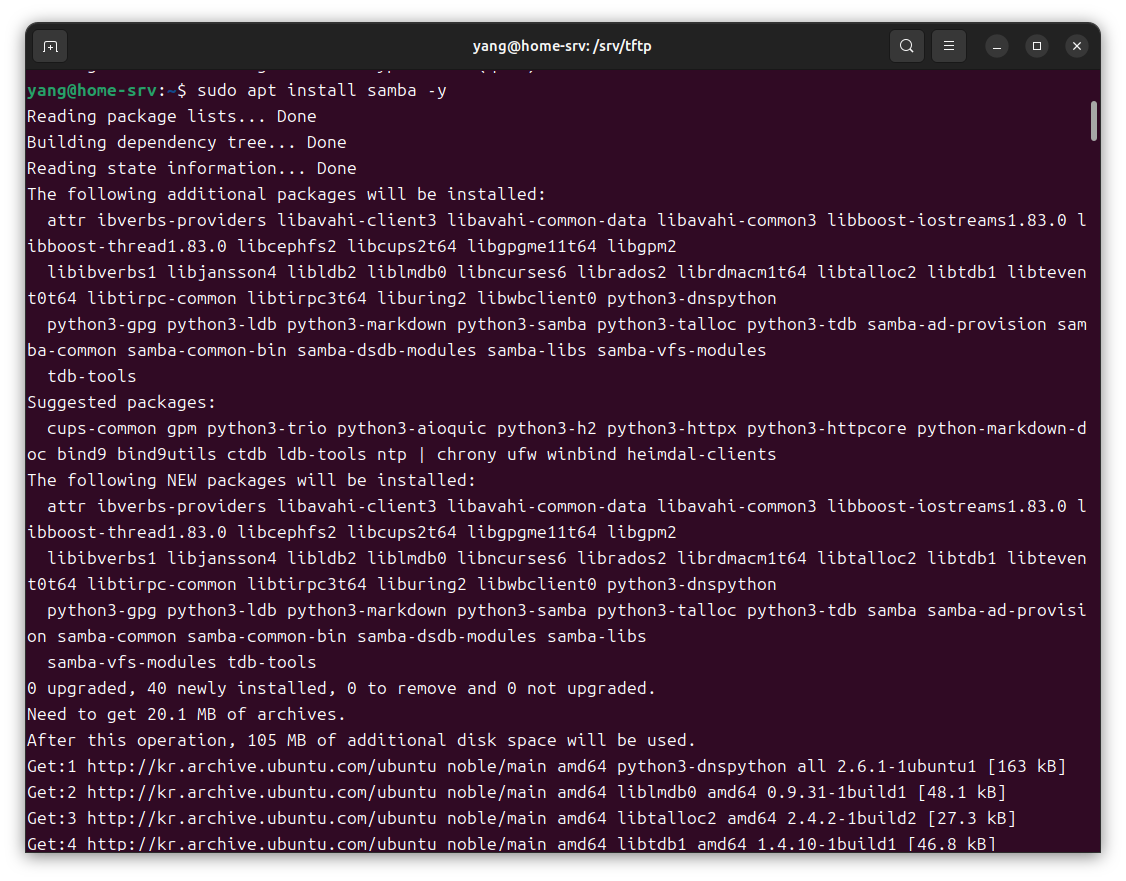 yang@home-srv: /srv/tftp
yang@home-srv:~$ sudo apt install samba -y
Reading package lists... Done
Building dependency tree... Done
Reading state information... Done
The following additional packages will be installed:
  attr ibverbs-providers libavahi-client3 libavahi-common-data libavahi-common3 libboost-iostreams1.83.0 l
ibboost-thread1.83.0 libcephfs2 libcups2t64 libgpgme11t64 libgpm2
  libibverbs1 libjansson4 libldb2 liblmdb0 libncurses6 librados2 librdmacm1t64 libtalloc2 libtdb1 libteven
t0t64 libtirpc-common libtirpc3t64 liburing2 libwbclient0 python3-dnspython
  python3-gpg python3-ldb python3-markdown python3-samba python3-talloc python3-tdb samba-ad-provision sam
ba-common samba-common-bin samba-dsdb-modules samba-libs samba-vfs-modules
  tdb-tools
Suggested packages:
  cups-common gpm python3-trio python3-aioquic python3-h2 python3-httpx python3-httpcore python-markdown-d
oc bind9 bind9utils ctdb ldb-tools ntp | chrony ufw winbind heimdal-clients
The following NEW packages will be installed:
  attr ibverbs-providers libavahi-client3 libavahi-common-data libavahi-common3 libboost-iostreams1.83.0 l
ibboost-thread1.83.0 libcephfs2 libcups2t64 libgpgme11t64 libgpm2
  libibverbs1 libjansson4 libldb2 liblmdb0 libncurses6 librados2 librdmacm1t64 libtalloc2 libtdb1 libteven
t0t64 libtirpc-common libtirpc3t64 liburing2 libwbclient0 python3-dnspython
  python3-gpg python3-ldb python3-markdown python3-samba python3-talloc python3-tdb samba samba-ad-provisi
on samba-common samba-common-bin samba-dsdb-modules samba-libs
  samba-vfs-modules tdb-tools
0 upgraded, 40 newly installed, 0 to remove and 0 not upgraded.
Need to get 20.1 MB of archives.
After this operation, 105 MB of additional disk space will be used.
Get:1 http://kr.archive.ubuntu.com/ubuntu noble/main amd64 python3-dnspython all 2.6.1-1ubuntu1 [163 kB]
Get:2 http://kr.archive.ubuntu.com/ubuntu noble/main amd64 liblmdb0 amd64 0.9.31-1build1 [48.1 kB]
Get:3 http://kr.archive.ubuntu.com/ubuntu noble/main amd64 libtalloc2 amd64 2.4.2-1build2 [27.3 kB]
Get:4 http://kr.archive.ubuntu.com/ubuntu noble/main amd64 libtdb1 amd64 1.4.10-1build1 [46.8 kB]